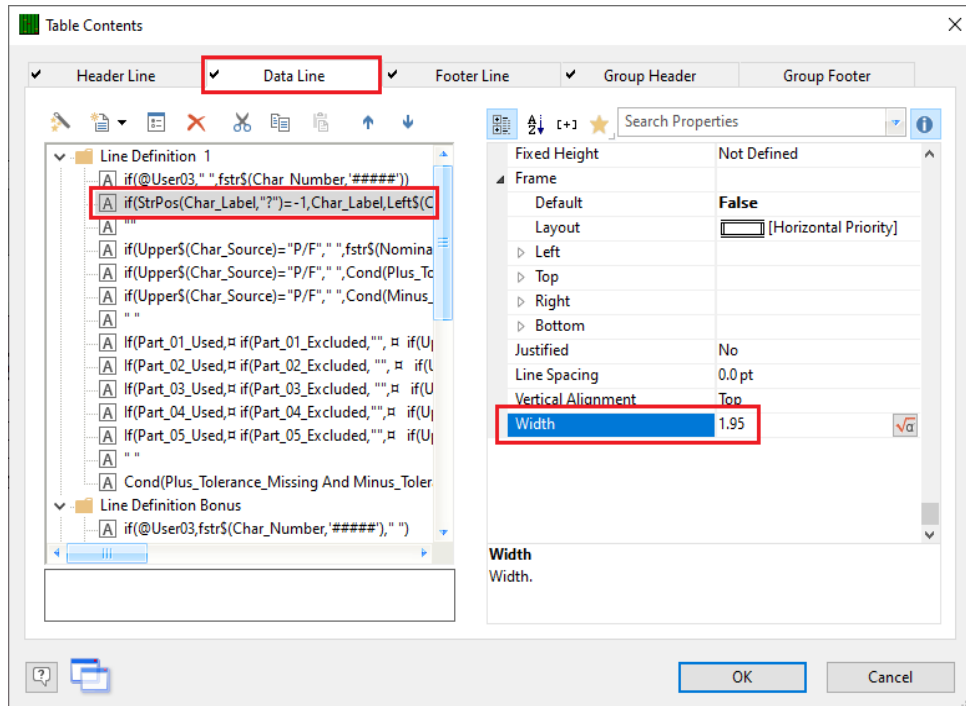 Table Contents
Header Line
Data Line
Footer Line
Group Header
Group Footer
Search Properties
Line Definition 1
if(@User03," ",fstr$(Char_Number,'#####'))
if(StrPos(Char_Label,"?")=-1,Char_Label,Left$(C
""
if(Upper$(Char_Source)="P/F"," ",fstr$(Nomina
if(Upper$(Char_Source)="P/F"," ",Cond(Plus_To
if(Upper$(Char_Source)="P/F"," ",Cond(Minus_
" "
If(Part_01_Used,¤ if(Part_01_Excluded,"", ¤  if(Up
If(Part_02_Used,¤ if(Part_02_Excluded, "", ¤  if(U
If(Part_03_Used,¤ if(Part_03_Excluded, "",¤  if(U
If(Part_04_Used,¤ if(Part_04_Excluded,"",¤  if(Up
If(Part_05_Used,¤ if(Part_05_Excluded,"",¤  if(Up
" "
Cond(Plus_Tolerance_Missing And Minus_Toler
Line Definition Bonus
if(@User03,fstr$(Char_Number,'#####')," ")
Fixed Height Not Defined
Frame
Default False
Layout [Horizontal Priority]
Left
Top
Right
Bottom
Justified No
Line Spacing 0.0 pt
Vertical Alignment Top
Width 1.95
Width
Width.
OK
Cancel